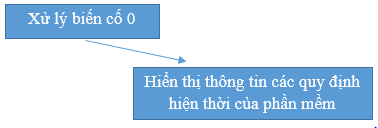 Xử lý biến cố 0
Hiển thị thông tin các quy định
hiện thời của phần mềm